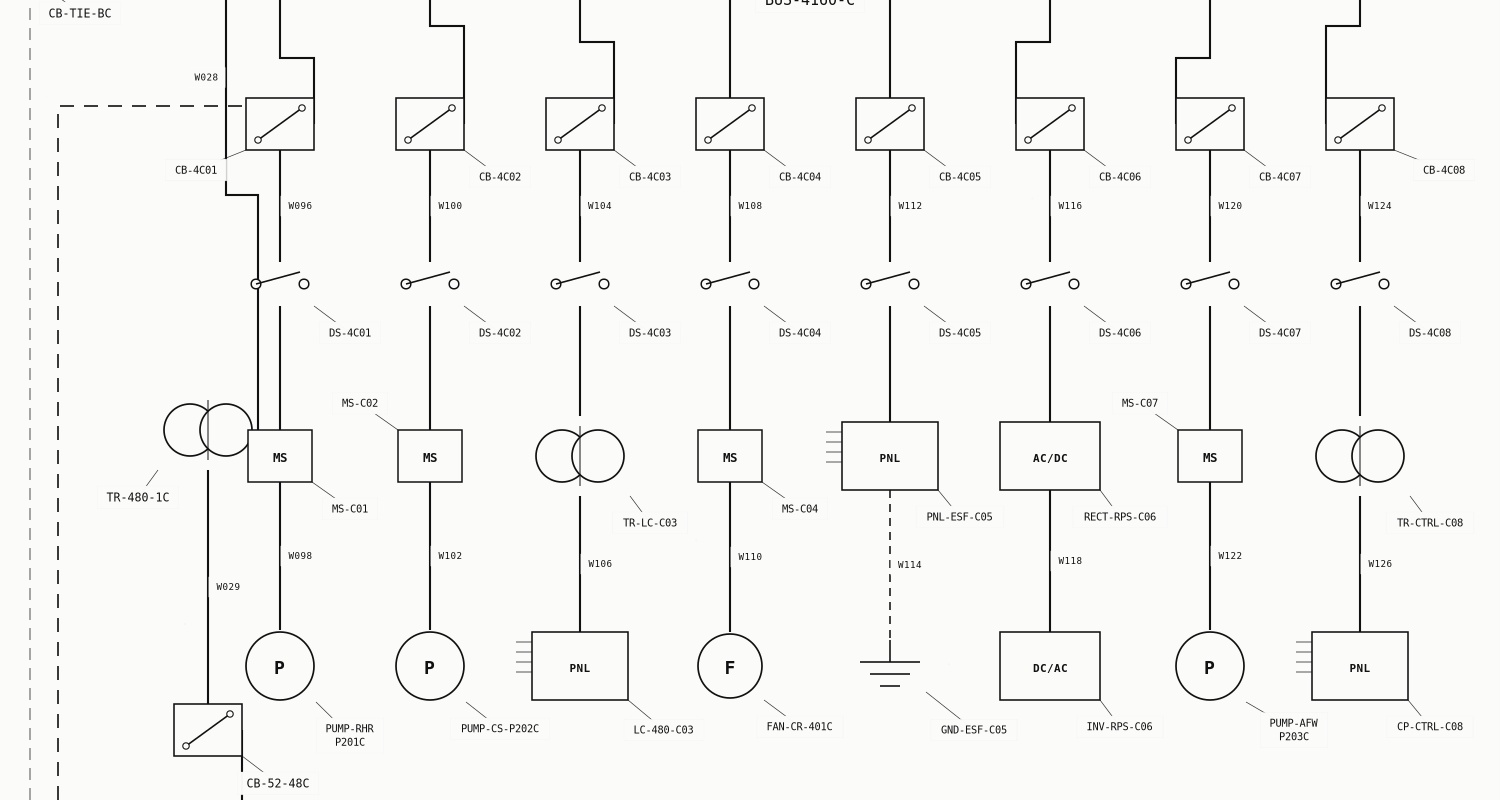 BUS-4160-C
CB-TIE-BC
W028
CB-4C01
CB-4C02
CB-4C03
CB-4C04
CB-4C05
CB-4C06
CB-4C07
CB-4C08
W096
W100
W104
W108
W112
W116
W120
W124
DS-4C01
DS-4C02
DS-4C03
DS-4C04
DS-4C05
DS-4C06
DS-4C07
DS-4C08
MS-C02
MS-C07
MS
MS
MS
PNL
AC/DC
MS
TR-480-1C
MS-C01
TR-LC-C03
MS-C04
PNL-ESF-C05
RECT-RPS-C06
TR-CTRL-C08
W029
W098
W102
W106
W110
W114
W118
W122
W126
P
P
PNL
F
DC/AC
P
PNL
PUMP-RHR
P201C
PUMP-CS-P202C
LC-480-C03
FAN-CR-401C
GND-ESF-C05
INV-RPS-C06
PUMP-AFW
P203C
CP-CTRL-C08
CB-52-48C